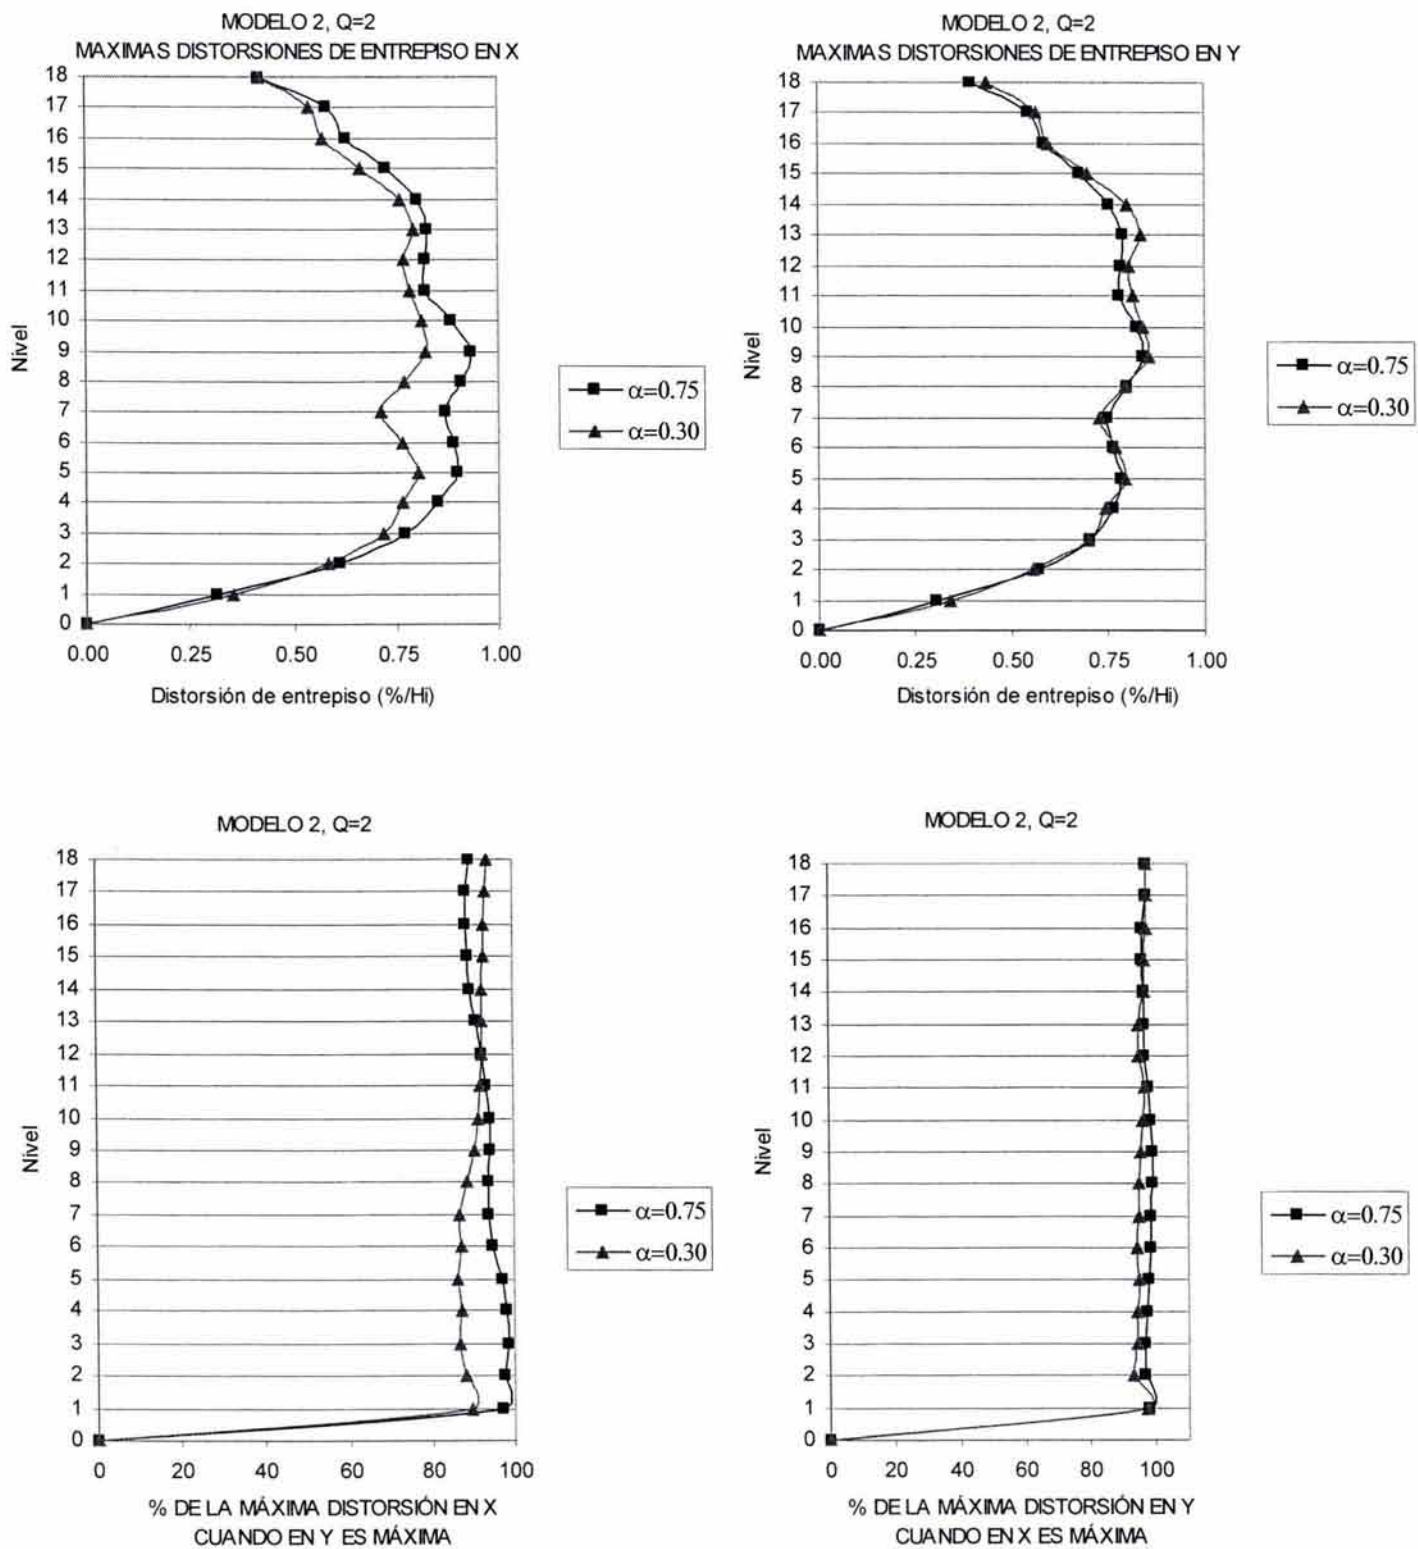 MODELO 2, Q=2
MAXIMAS DISTORSIONES DE ENTREPISO EN X
18
17
16
15
14
13
12
11
10
9
8
7
6
5
4
3
2
1
0
Nivel
0.00 0.25 0.50 0.75 1.00
Distorsión de entrepiso (%/Hi)
α=0.75
α=0.30
MODELO 2, Q=2
MAXIMAS DISTORSIONES DE ENTREPISO EN Y
18
17
16
15
14
13
12
11
10
9
8
7
6
5
4
3
2
1
0
Nivel
0.00 0.25 0.50 0.75 1.00
Distorsión de entrepiso (%/Hi)
α=0.75
α=0.30
MODELO 2, Q=2
18
17
16
15
14
13
12
11
10
9
8
7
6
5
4
3
2
1
0
Nivel
0 20 40 60 80 100
% DE LA MÁXIMA DISTORSIÓN EN X
CUANDO EN Y ES MÁXIMA
α=0.75
α=0.30
MODELO 2, Q=2
18
17
16
15
14
13
12
11
10
9
8
7
6
5
4
3
2
1
0
Nivel
0 20 40 60 80 100
% DE LA MÁXIMA DISTORSIÓN EN Y
CUANDO EN X ES MÁXIMA
α=0.75
α=0.30